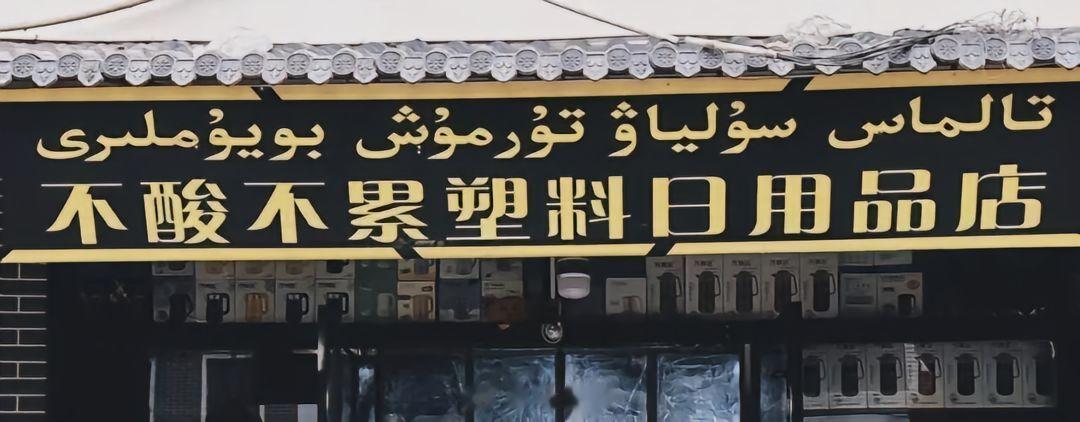 تالماس سۇلياۋ تۇرمۇش بويۇملىرى
不酸不累塑料日用品店